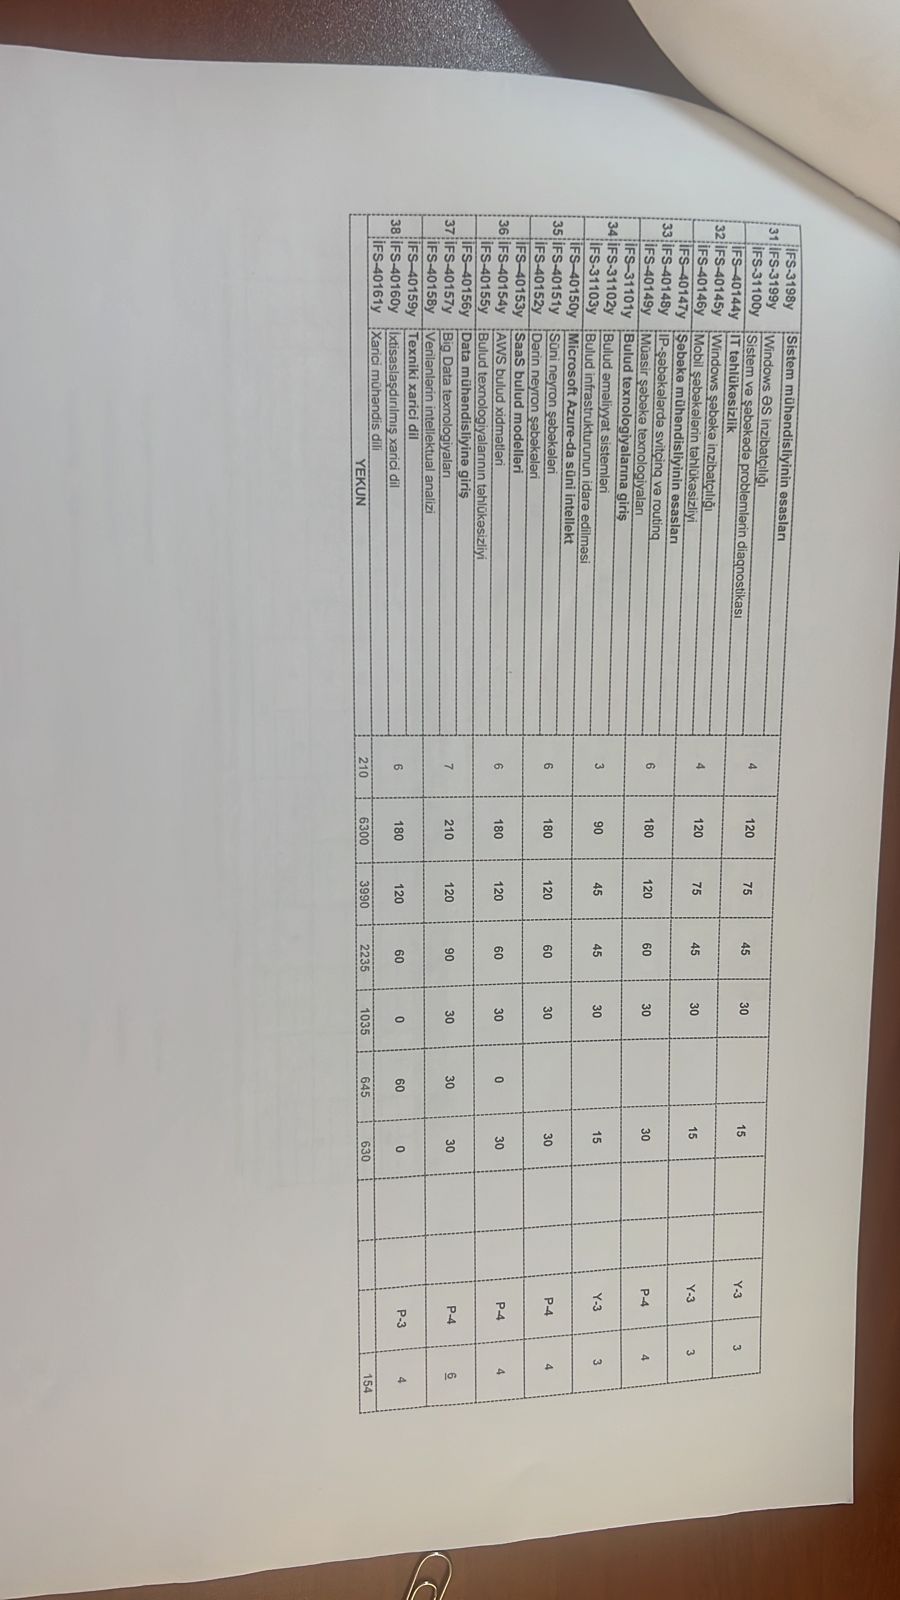 31 İFS-3198y Sistem mühəndisliyinin əsasları 4 120 75 45 30 15 Y-3 3
İFS-3199y Windows ƏS inzibatçılığı
İFS-31100y Sistem və şəbəkədə problemlərin diaqnostikası
32 İFS–40144y IT təhlükəsizlik 4 120 75 45 30 15 Y-3 3
İFS-40145y Windows şəbəkə inzibatçılığı
İFS-40146y Mobil şəbəkələrin təhlükəsizliyi
33 İFS–40147y Şəbəkə mühəndisliyinin əsasları 6 180 120 60 30 30 P-4 4
İFS-40148y IP-şəbəkələrdə svitçinq və routinq
İFS-40149y Müasir şəbəkə texnologiyaları
34 İFS–31101y Bulud texnologiyalarına giriş 3 90 45 45 30 15 Y-3 3
İFS-31102y Bulud əməliyyat sistemləri
İFS-31103y Bulud infrastrukturunun idarə edilməsi
35 İFS–40150y Microsoft Azure-da süni intellekt 6 180 120 60 30 30 P-4 4
İFS-40151y Süni neyron şəbəkələri
İFS-40152y Dərin neyron şəbəkələri
36 İFS–40153y SaaS bulud modelləri 6 180 120 60 30 0 30 P-4 4
İFS-40154y AWS bulud xidmətləri
İFS-40155y Bulud texnologiyalarının təhlükəsizliyi
37 İFS–40156y Data mühəndisliyinə giriş 7 210 120 90 30 30 30 P-4 6
İFS-40157y Big Data texnologiyaları
İFS-40158y Verilənlərin intellektual analizi
38 İFS–40159y Texniki xarici dil 6 180 120 60 0 60 0 P-3 4
İFS-40160y İxtisaslaşdırılmış xarici dil
İFS-40161y Xarici mühəndis dili
YEKUN 210 6300 3990 2235 1035 645 630 154